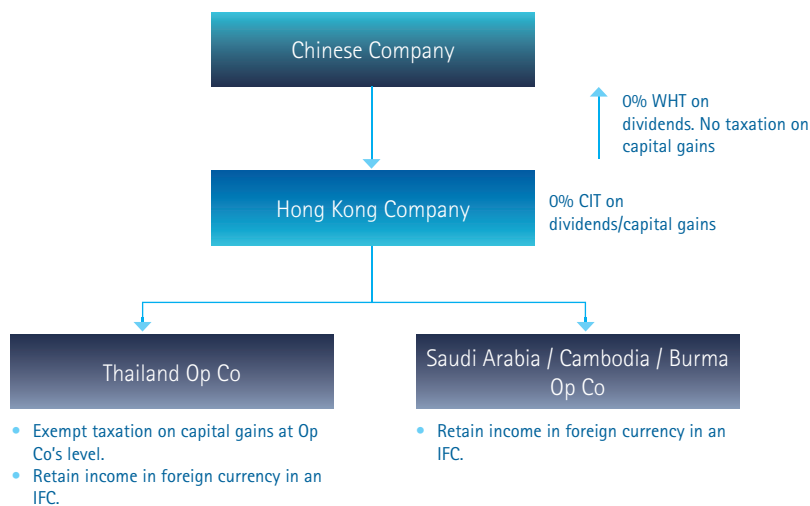 Chinese Company
0% WHT on
dividends. No taxation on
capital gains
Hong Kong Company
0% CIT on
dividends/capital gains
Thailand Op Co
• Exempt taxation on capital gains at Op
Co's level.
• Retain income in foreign currency in an
IFC.
Saudi Arabia / Cambodia / Burma
Op Co
• Retain income in foreign currency in an
IFC.